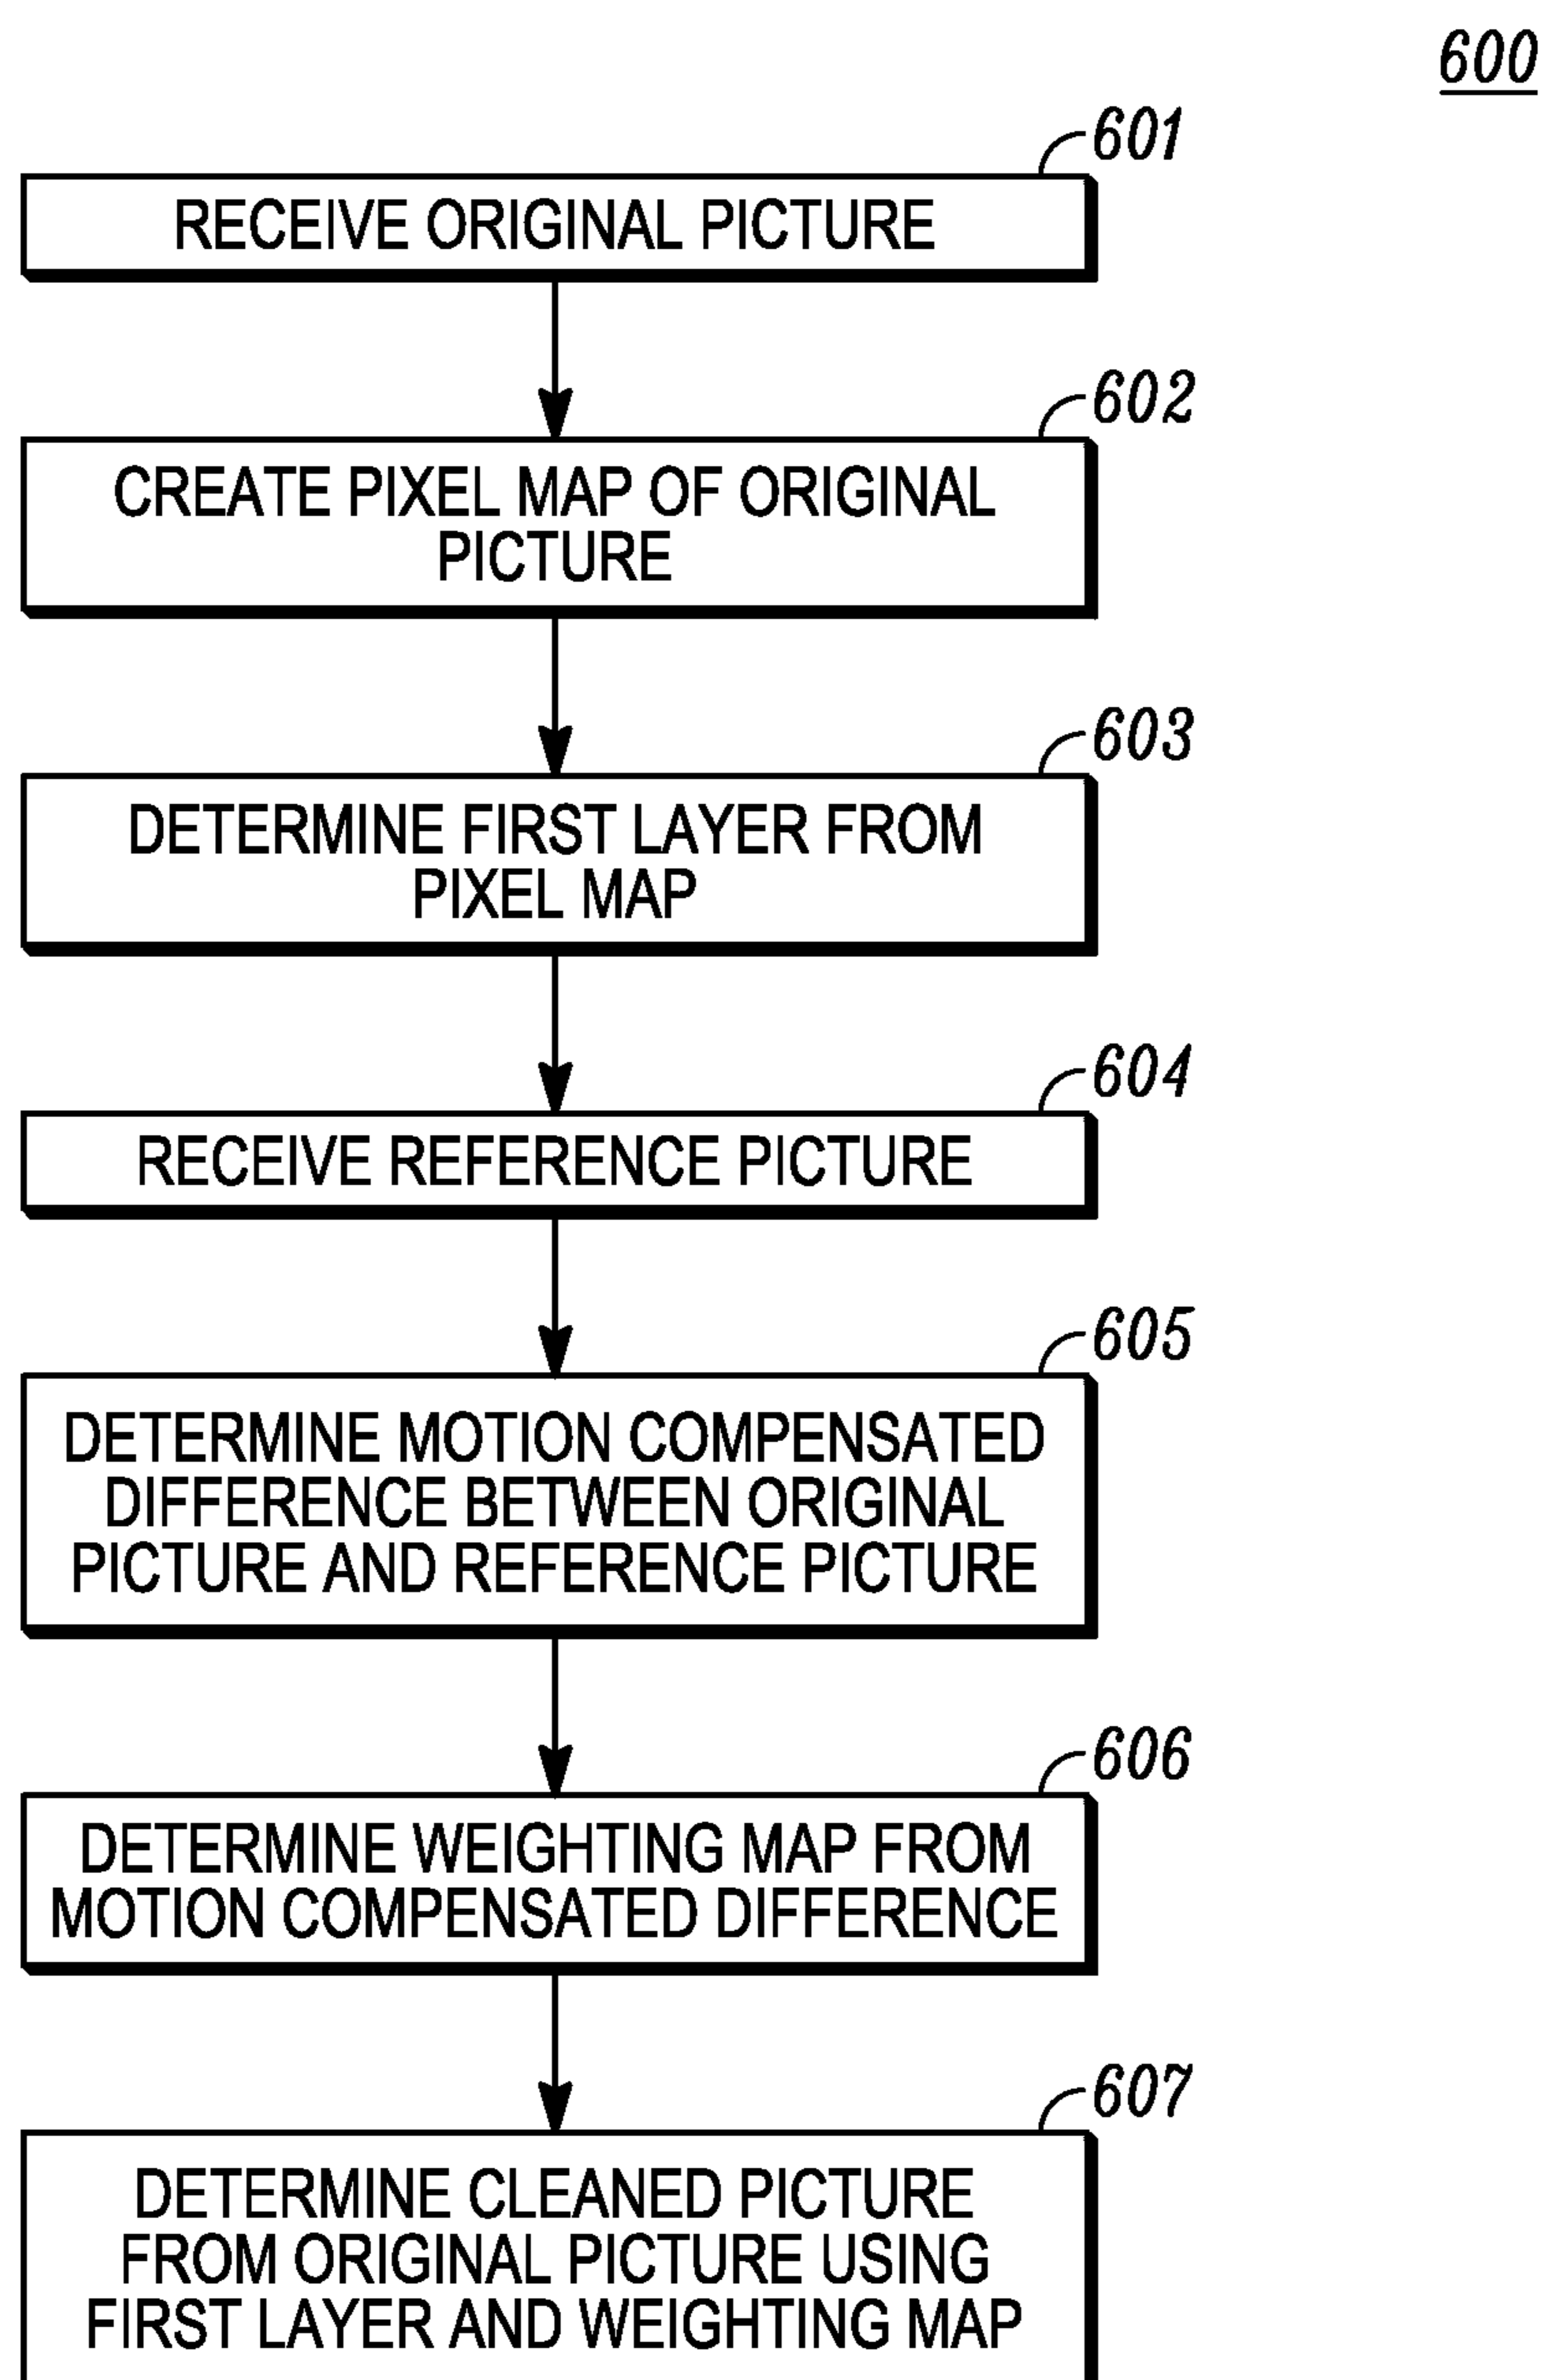 600
601
RECEIVE ORIGINAL PICTURE
602
CREATE PIXEL MAP OF ORIGINAL
PICTURE
603
DETERMINE FIRST LAYER FROM
PIXEL MAP
604
RECEIVE REFERENCE PICTURE
605
DETERMINE MOTION COMPENSATED
DIFFERENCE BETWEEN ORIGINAL
PICTURE AND REFERENCE PICTURE
606
DETERMINE WEIGHTING MAP FROM
MOTION COMPENSATED DIFFERENCE
607
DETERMINE CLEANED PICTURE
FROM ORIGINAL PICTURE USING
FIRST LAYER AND WEIGHTING MAP